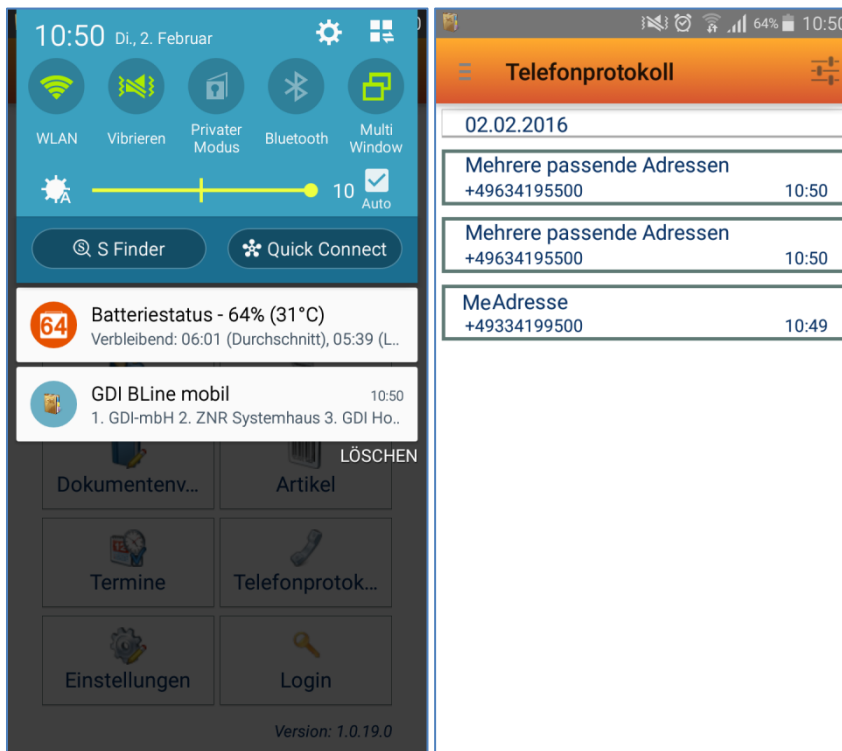 10:50 Di., 2. Februar
WLAN
Vibrieren
Privater
Modus
Bluetooth
Multi
Window
10
Auto
S Finder
Quick Connect
64
Batteriestatus - 64% (31°C)
Verbleibend: 06:01 (Durchschnitt), 05:39 (L..
GDI BLine mobil 10:50
1. GDI-mbH 2. ZNR Systemhaus 3. GDI Ho..
LÖSCHEN
Dokumentenv... Artikel
Termine Telefonprotok...
Einstellungen Login
Version: 1.0.19.0
64% 10:50
Telefonprotokoll
02.02.2016
Mehrere passende Adressen
+49634195500 10:50
Mehrere passende Adressen
+49634195500 10:50
MeAdresse
+49334199500 10:49